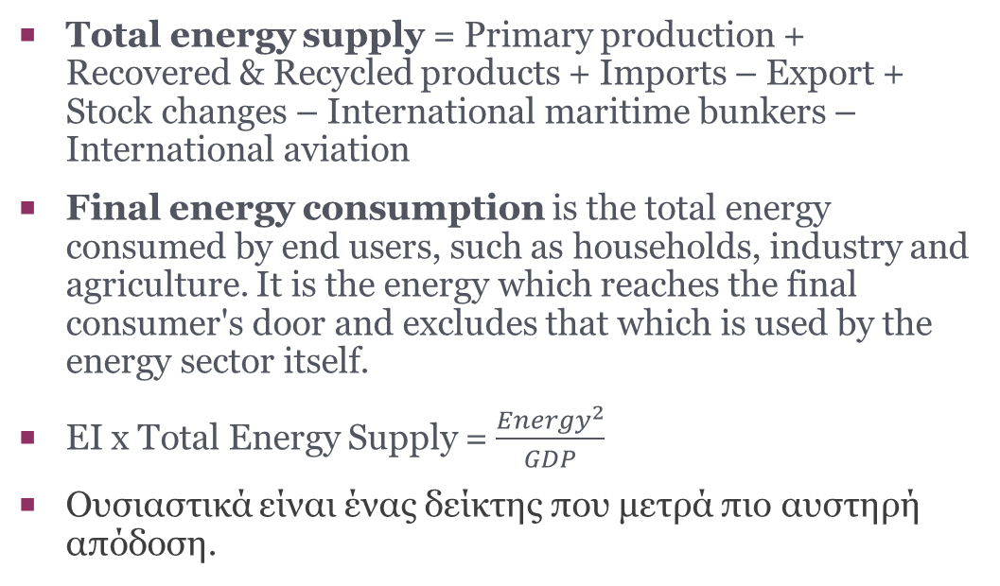 ▪ Total energy supply = Primary production +
Recovered & Recycled products + Imports – Export +
Stock changes – International maritime bunkers –
International aviation
▪ Final energy consumption is the total energy
consumed by end users, such as households, industry and
agriculture. It is the energy which reaches the final
consumer's door and excludes that which is used by the
energy sector itself.
▪ EI x Total Energy Supply = Energy²/GDP
▪ Ουσιαστικά είναι ένας δείκτης που μετρά πιο αυστηρή
απόδοση.